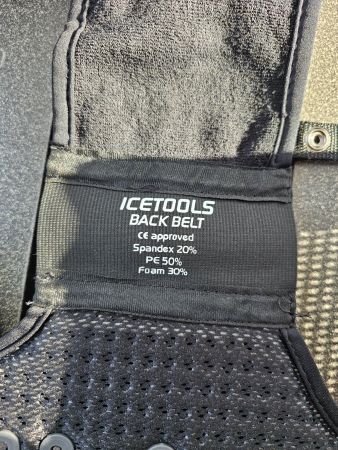 ICETOOLS
BACK BELT
CE approved
Spandex 20%
PE 50%
Foam 30%